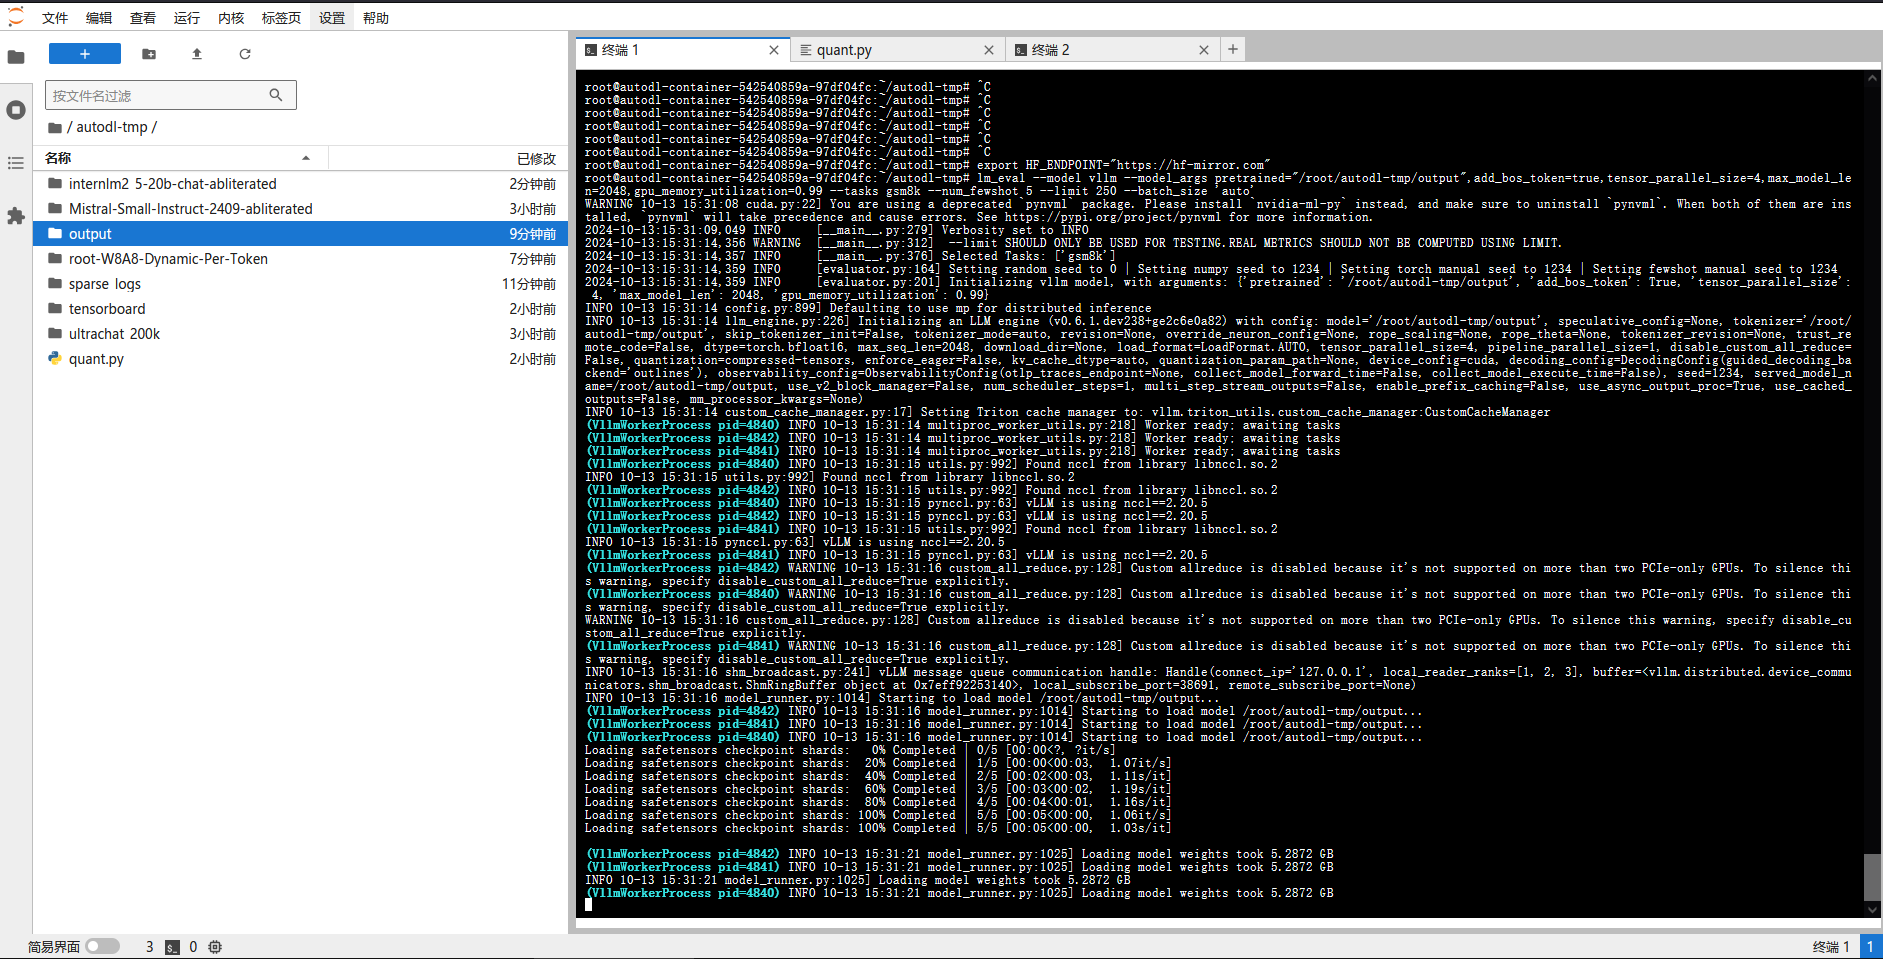 文件 编辑 查看 运行 内核 标签页 设置 帮助
+
按文件名过滤
/ autodl-tmp /
名称 已修改
internlm2_5-20b-chat-abliterated 2分钟前
Mistral-Small-Instruct-2409-abliterated 3小时前
output 9分钟前
root-W8A8-Dynamic-Per-Token 7分钟前
sparse_logs 11分钟前
tensorboard 2小时前
ultrachat_200k 3小时前
quant.py 2小时前
终端 1 quant.py 终端 2
root@autodl-container-542540859a-97df04fc:~/autodl-tmp# ^C
root@autodl-container-542540859a-97df04fc:~/autodl-tmp# ^C
root@autodl-container-542540859a-97df04fc:~/autodl-tmp# ^C
root@autodl-container-542540859a-97df04fc:~/autodl-tmp# ^C
root@autodl-container-542540859a-97df04fc:~/autodl-tmp# ^C
root@autodl-container-542540859a-97df04fc:~/autodl-tmp# ^C
root@autodl-container-542540859a-97df04fc:~/autodl-tmp# export HF_ENDPOINT="https://hf-mirror.com"
root@autodl-container-542540859a-97df04fc:~/autodl-tmp# lm_eval --model vllm --model_args pretrained="/root/autodl-tmp/output",add_bos_token=true,tensor_parallel_size=4,max_model_le
n=2048,gpu_memory_utilization=0.99 --tasks gsm8k --num_fewshot 5 --limit 250 --batch_size 'auto'
WARNING 10-13 15:31:08 cuda.py:22] You are using a deprecated `pynvml` package. Please install `nvidia-ml-py` instead, and make sure to uninstall `pynvml`. When both of them are ins
talled, `pynvml` will take precedence and cause errors. See https://pypi.org/project/pynvml for more information.
2024-10-13:15:31:09,049 INFO     [__main__.py:279] Verbosity set to INFO
2024-10-13:15:31:14,356 WARNING  [__main__.py:312]  --limit SHOULD ONLY BE USED FOR TESTING.REAL METRICS SHOULD NOT BE COMPUTED USING LIMIT.
2024-10-13:15:31:14,357 INFO     [__main__.py:376] Selected Tasks: ['gsm8k']
2024-10-13:15:31:14,359 INFO     [evaluator.py:164] Setting random seed to 0 | Setting numpy seed to 1234 | Setting torch manual seed to 1234 | Setting fewshot manual seed to 1234
2024-10-13:15:31:14,359 INFO     [evaluator.py:201] Initializing vllm model, with arguments: {'pretrained': '/root/autodl-tmp/output', 'add_bos_token': True, 'tensor_parallel_size':
 4, 'max_model_len': 2048, 'gpu_memory_utilization': 0.99}
INFO 10-13 15:31:14 config.py:899] Defaulting to use mp for distributed inference
INFO 10-13 15:31:14 llm_engine.py:226] Initializing an LLM engine (v0.6.1.dev238+ge2c6e0a82) with config: model='/root/autodl-tmp/output', speculative_config=None, tokenizer='/root/
autodl-tmp/output', skip_tokenizer_init=False, tokenizer_mode=auto, revision=None, override_neuron_config=None, rope_scaling=None, rope_theta=None, tokenizer_revision=None, trust_re
mote_code=False, dtype=torch.bfloat16, max_seq_len=2048, download_dir=None, load_format=LoadFormat.AUTO, tensor_parallel_size=4, pipeline_parallel_size=1, disable_custom_all_reduce=
False, quantization=compressed-tensors, enforce_eager=False, kv_cache_dtype=auto, quantization_param_path=None, device_config=cuda, decoding_config=DecodingConfig(guided_decoding_ba
ckend='outlines'), observability_config=ObservabilityConfig(otlp_traces_endpoint=None, collect_model_forward_time=False, collect_model_execute_time=False), seed=1234, served_model_n
ame=/root/autodl-tmp/output, use_v2_block_manager=False, num_scheduler_steps=1, multi_step_stream_outputs=False, enable_prefix_caching=False, use_async_output_proc=True, use_cached_
outputs=False, mm_processor_kwargs=None)
INFO 10-13 15:31:14 custom_cache_manager.py:17] Setting Triton cache manager to: vllm.triton_utils.custom_cache_manager:CustomCacheManager
(VllmWorkerProcess pid=4840) INFO 10-13 15:31:14 multiproc_worker_utils.py:218] Worker ready; awaiting tasks
(VllmWorkerProcess pid=4842) INFO 10-13 15:31:14 multiproc_worker_utils.py:218] Worker ready; awaiting tasks
(VllmWorkerProcess pid=4841) INFO 10-13 15:31:14 multiproc_worker_utils.py:218] Worker ready; awaiting tasks
(VllmWorkerProcess pid=4840) INFO 10-13 15:31:15 utils.py:992] Found nccl from library libnccl.so.2
INFO 10-13 15:31:15 utils.py:992] Found nccl from library libnccl.so.2
(VllmWorkerProcess pid=4842) INFO 10-13 15:31:15 utils.py:992] Found nccl from library libnccl.so.2
(VllmWorkerProcess pid=4840) INFO 10-13 15:31:15 pynccl.py:63] vLLM is using nccl==2.20.5
(VllmWorkerProcess pid=4842) INFO 10-13 15:31:15 pynccl.py:63] vLLM is using nccl==2.20.5
(VllmWorkerProcess pid=4841) INFO 10-13 15:31:15 utils.py:992] Found nccl from library libnccl.so.2
INFO 10-13 15:31:15 pynccl.py:63] vLLM is using nccl==2.20.5
(VllmWorkerProcess pid=4841) INFO 10-13 15:31:15 pynccl.py:63] vLLM is using nccl==2.20.5
(VllmWorkerProcess pid=4842) WARNING 10-13 15:31:16 custom_all_reduce.py:128] Custom allreduce is disabled because it's not supported on more than two PCIe-only GPUs. To silence thi
s warning, specify disable_custom_all_reduce=True explicitly.
(VllmWorkerProcess pid=4840) WARNING 10-13 15:31:16 custom_all_reduce.py:128] Custom allreduce is disabled because it's not supported on more than two PCIe-only GPUs. To silence thi
s warning, specify disable_custom_all_reduce=True explicitly.
WARNING 10-13 15:31:16 custom_all_reduce.py:128] Custom allreduce is disabled because it's not supported on more than two PCIe-only GPUs. To silence this warning, specify disable_cu
stom_all_reduce=True explicitly.
(VllmWorkerProcess pid=4841) WARNING 10-13 15:31:16 custom_all_reduce.py:128] Custom allreduce is disabled because it's not supported on more than two PCIe-only GPUs. To silence thi
s warning, specify disable_custom_all_reduce=True explicitly.
INFO 10-13 15:31:16 shm_broadcast.py:241] vLLM message queue communication handle: Handle(connect_ip='127.0.0.1', local_reader_ranks=[1, 2, 3], buffer=<vllm.distributed.device_commu
nicators.shm_broadcast.ShmRingBuffer object at 0x7eff92253140>, local_subscribe_port=38691, remote_subscribe_port=None)
INFO 10-13 15:31:16 model_runner.py:1014] Starting to load model /root/autodl-tmp/output...
(VllmWorkerProcess pid=4842) INFO 10-13 15:31:16 model_runner.py:1014] Starting to load model /root/autodl-tmp/output...
(VllmWorkerProcess pid=4841) INFO 10-13 15:31:16 model_runner.py:1014] Starting to load model /root/autodl-tmp/output...
(VllmWorkerProcess pid=4840) INFO 10-13 15:31:16 model_runner.py:1014] Starting to load model /root/autodl-tmp/output...
Loading safetensors checkpoint shards:   0% Completed | 0/5 [00:00<?, ?it/s]
Loading safetensors checkpoint shards:  20% Completed | 1/5 [00:00<00:03,  1.07it/s]
Loading safetensors checkpoint shards:  40% Completed | 2/5 [00:02<00:03,  1.11s/it]
Loading safetensors checkpoint shards:  60% Completed | 3/5 [00:03<00:02,  1.19s/it]
Loading safetensors checkpoint shards:  80% Completed | 4/5 [00:04<00:01,  1.16s/it]
Loading safetensors checkpoint shards: 100% Completed | 5/5 [00:05<00:00,  1.06it/s]
Loading safetensors checkpoint shards: 100% Completed | 5/5 [00:05<00:00,  1.03s/it]
(VllmWorkerProcess pid=4842) INFO 10-13 15:31:21 model_runner.py:1025] Loading model weights took 5.2872 GB
(VllmWorkerProcess pid=4841) INFO 10-13 15:31:21 model_runner.py:1025] Loading model weights took 5.2872 GB
INFO 10-13 15:31:21 model_runner.py:1025] Loading model weights took 5.2872 GB
(VllmWorkerProcess pid=4840) INFO 10-13 15:31:21 model_runner.py:1025] Loading model weights took 5.2872 GB
简易界面 3 0 终端 1 1